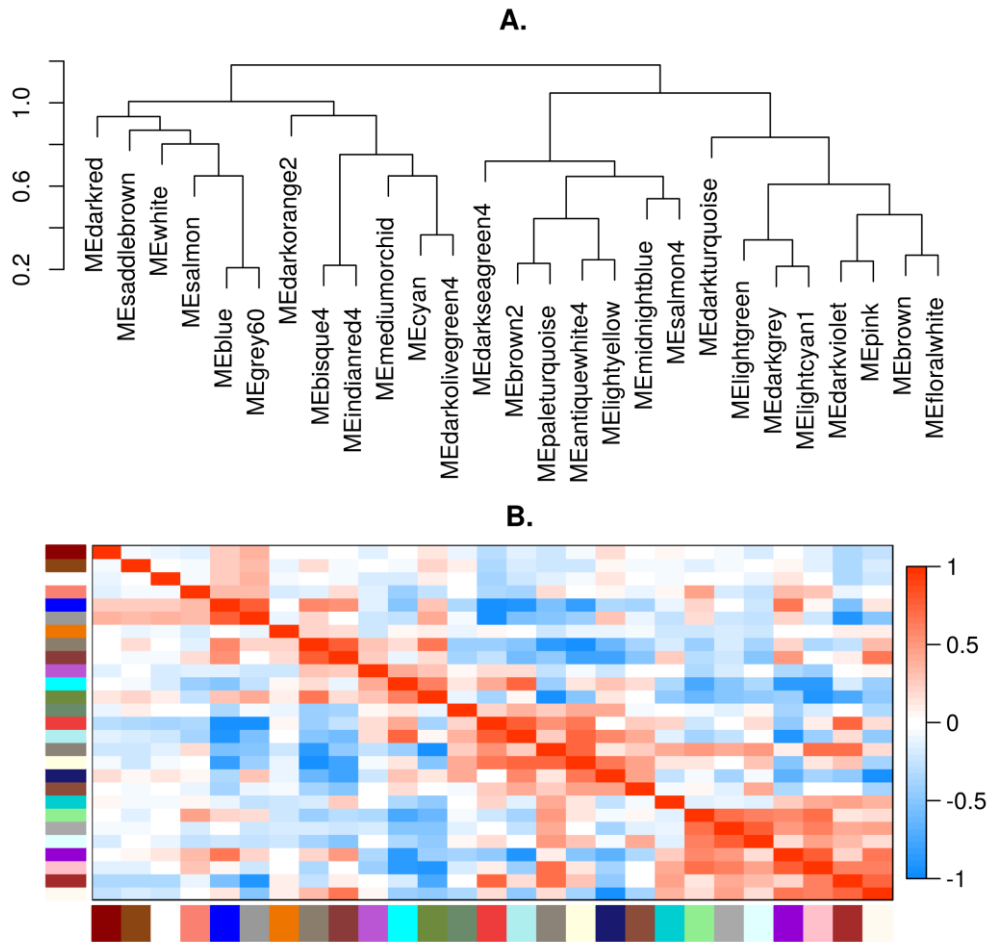 A.
1.0
0.6
0.2
MEdarkred
MEsaddlebrown
MEwhite
MEsalmon
MEblue
MEgrey60
MEdarkorange2
MEbisque4
MEindianred4
MEmediumorchid
MEcyan
MEdarkolivegreen4
MEdarkseagreen4
MEbrown2
MEpaleturquoise
MEantiquewhite4
MElightyellow
MEmidnightblue
MEsalmon4
MEdarkturquoise
MElightgreen
MEdarkgrey
MElightcyan1
MEdarkviolet
MEpink
MEbrown
MEfloralwhite
B.
1
0.5
0
-0.5
-1